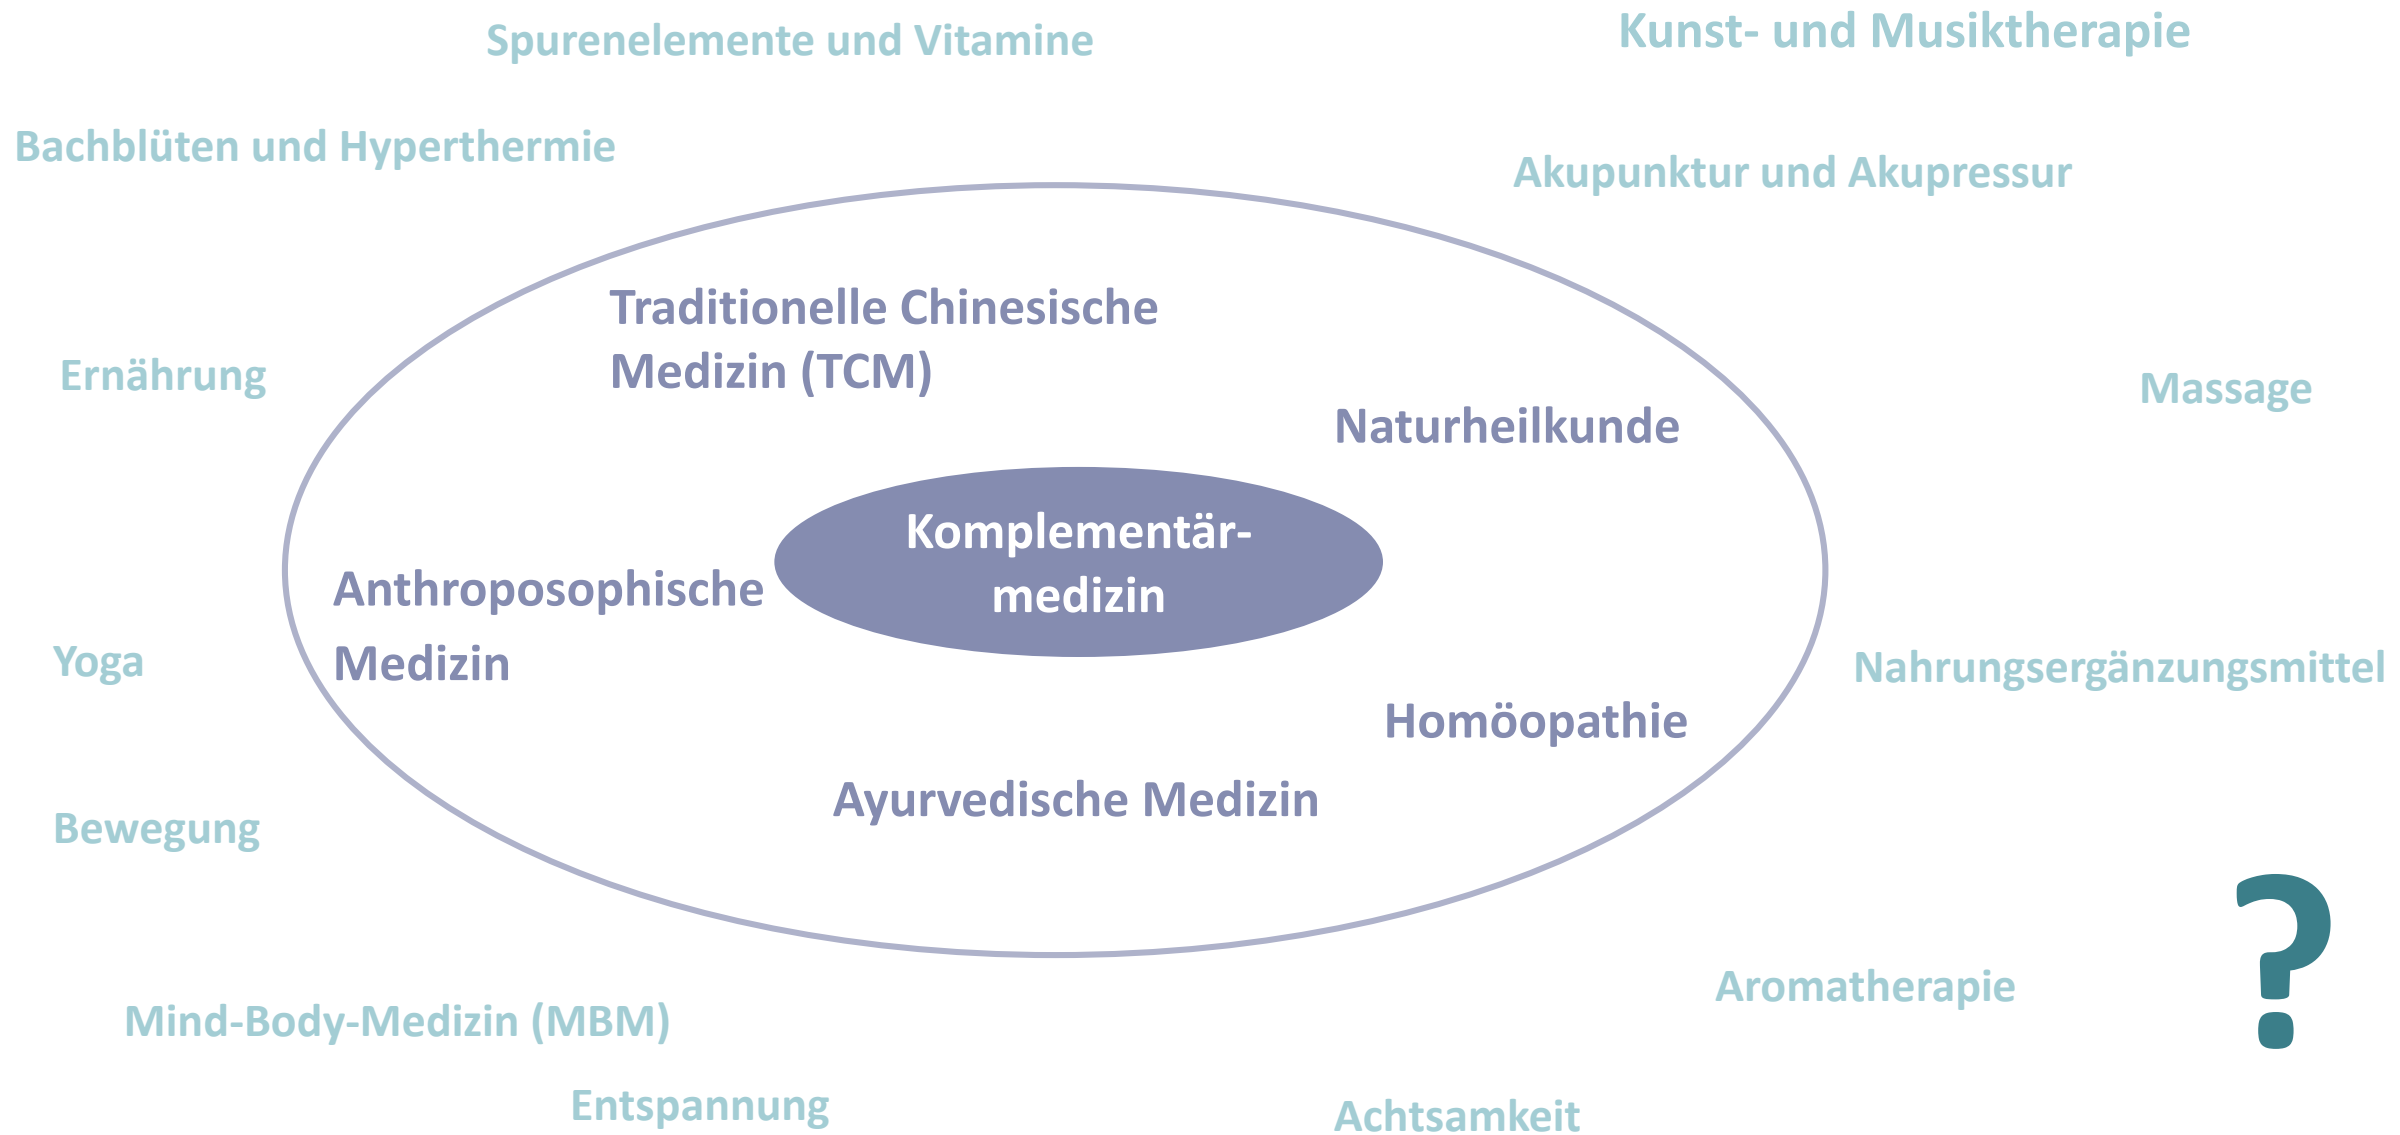 Spurenelemente und Vitamine
Kunst- und Musiktherapie
Bachblüten und Hyperthermie
Akupunktur und Akupressur
Traditionelle Chinesische
Medizin (TCM)
Ernährung
Massage
Naturheilkunde
Komplementär-
medizin
Anthroposophische
Medizin
Yoga
Nahrungsergänzungsmittel
Homöopathie
Ayurvedische Medizin
Bewegung
?
Aromatherapie
Mind-Body-Medizin (MBM)
Entspannung
Achtsamkeit